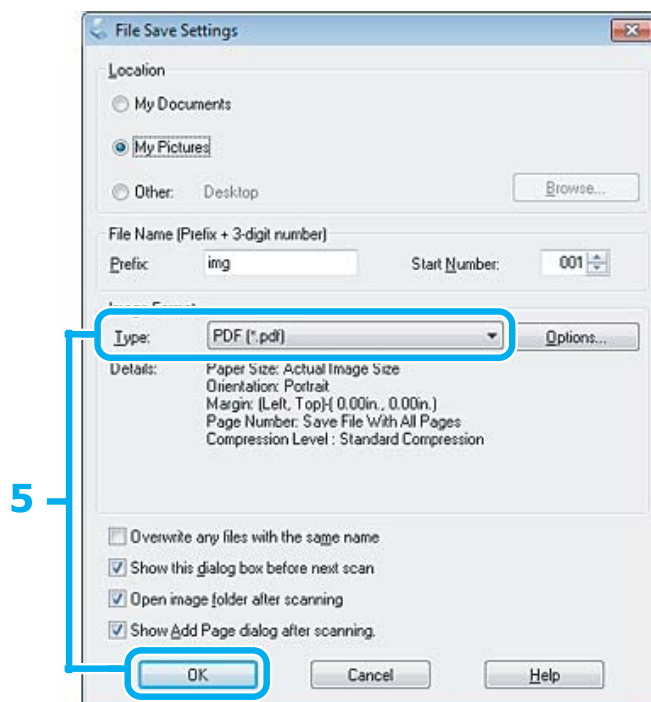 File Save Settings
Location
My Documents
My Pictures
Other: Desktop Browse...
File Name (Prefix + 3-digit number)
Prefix: img Start Number: 001
Image Format
Type: PDF (*.pdf) Options...
Details: Paper Size: Actual Image Size
Orientation: Portrait
Margin: (Left, Top)-( 0.00in., 0.00in.)
Page Number: Save File With All Pages
Compression Level : Standard Compression
5
Overwrite any files with the same name
Show this dialog box before next scan
Open image folder after scanning
Show Add Page dialog after scanning.
OK Cancel Help